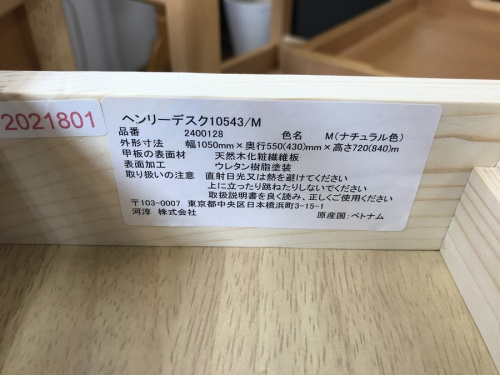 2021801
ヘンリーデスク10543/M
品番 2400128 色名 M(ナチュラル色)
外形寸法 幅1050mm×奥行550(430)mm×高さ720(840)m
甲板の表面材 天然木化粧繊維板
表面加工 ウレタン樹脂塗装
取り扱いの注意 直射日光又は熱を避けてください
上に立ったり跳ねたりしないでください
取扱説明書を良く読み、正しくご使用ください
〒103-0007 東京都中央区日本橋浜町3-15-1
河淳 株式会社 原産国:ベトナム